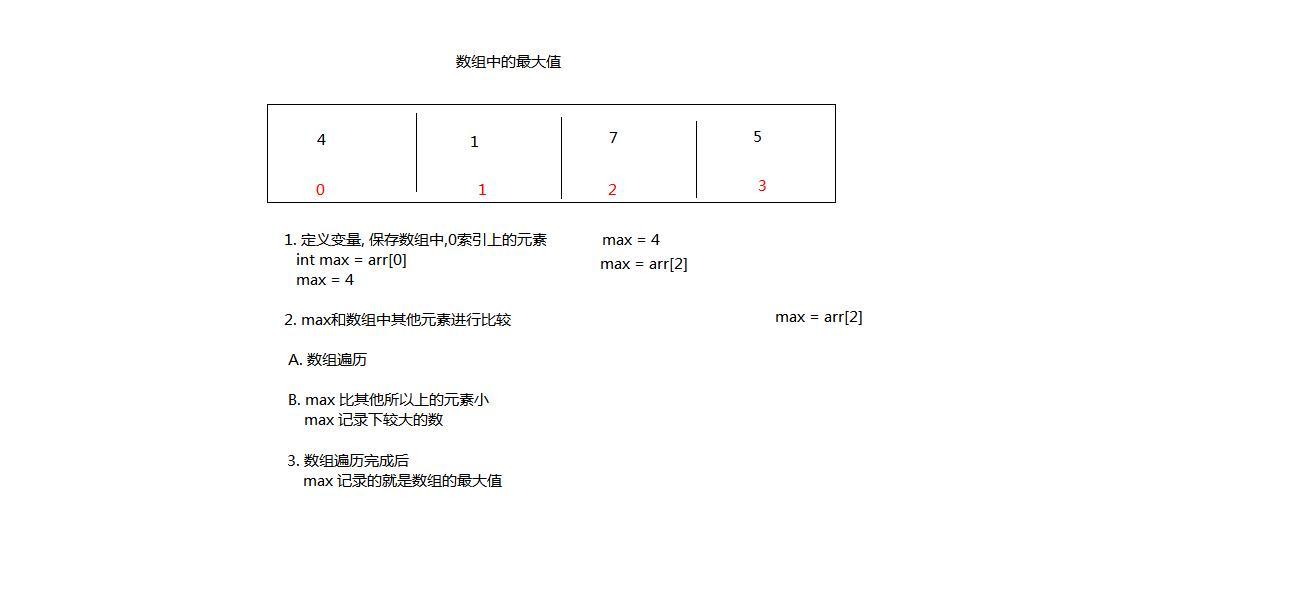 数组中的最大值
4 1 7 5
0 1 2 3
1. 定义变量, 保存数组中,0索引上的元素
int max = arr[0]
max = 4
max = 4
max = arr[2]
2. max和数组中其他元素进行比较
max = arr[2]
A. 数组遍历
B. max 比其他所以上的元素小
max 记录下较大的数
3. 数组遍历完成后
max 记录的就是数组的最大值